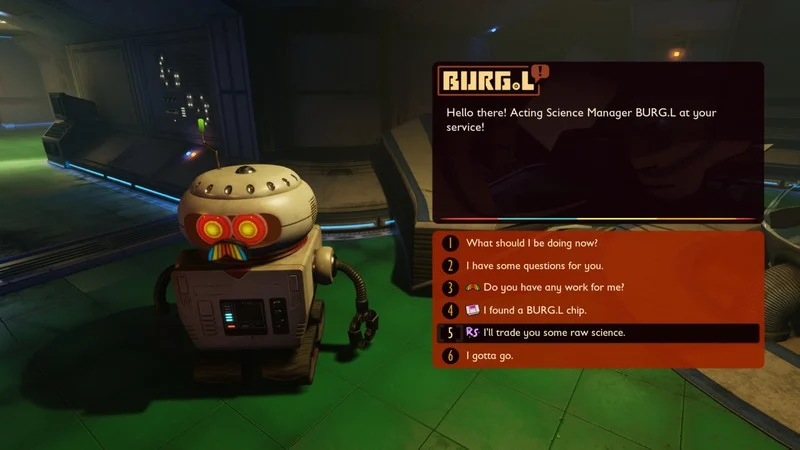 BURG.L!
Hello there! Acting Science Manager BURG.L at your
service!
1 What should I be doing now?
2 I have some questions for you.
3 Do you have any work for me?
4 I found a BURG.L chip.
5 RS I'll trade you some raw science.
6 I gotta go.